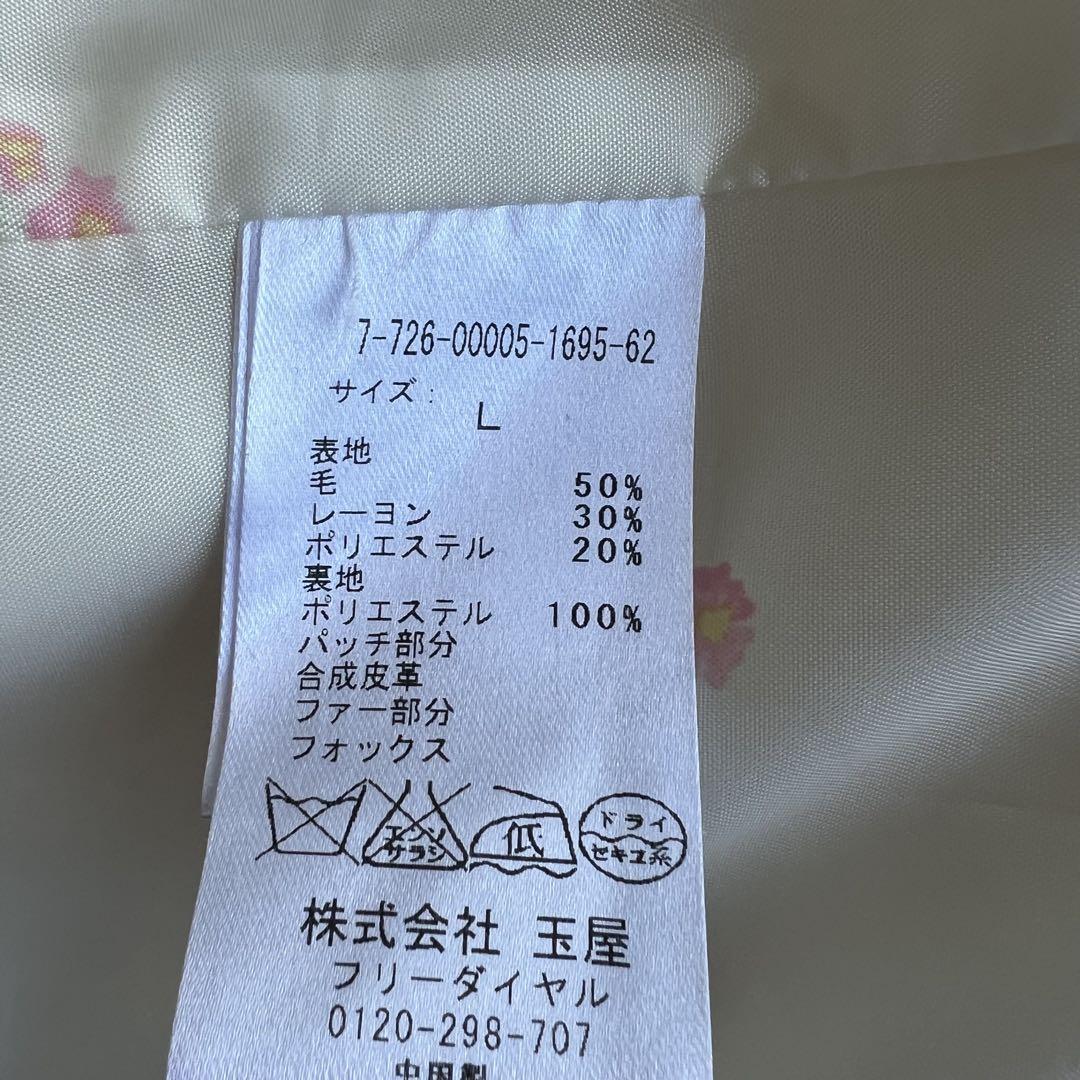 7-726-00005-1695-62
サイズ:
L
表地
毛 50%
レーヨン 30%
ポリエステル 20%
裏地
ポリエステル 100%
パッチ部分
合成皮革
ファー部分
フォックス
エンソ
サラシ
低
ドライ
セキユ系
株式会社 玉屋
フリーダイヤル
0120-298-707
中国製